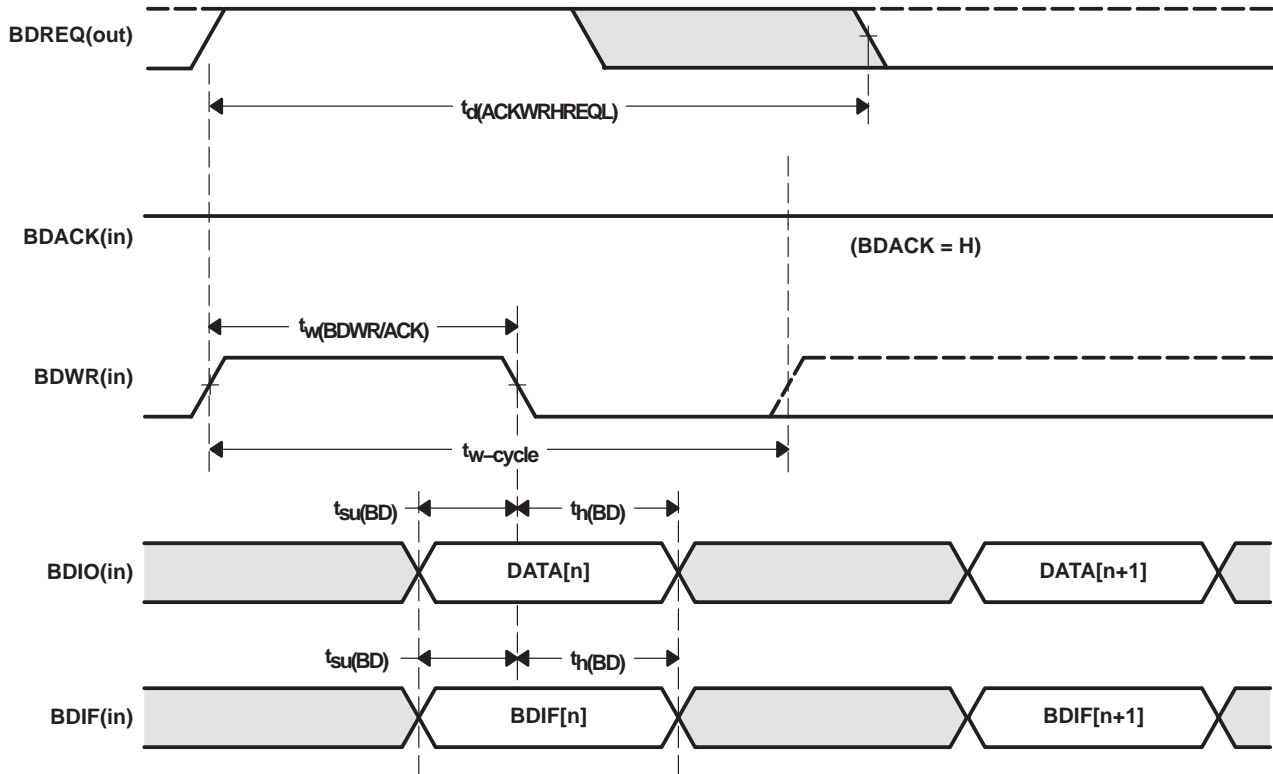 BDREQ(out)
td(ACKWRHREQL)
BDACK(in)
(BDACK = H)
tw(BDWR/ACK)
BDWR(in)
tw–cycle
tsu(BD)
th(BD)
BDIO(in)
DATA[n]
DATA[n+1]
tsu(BD)
th(BD)
BDIF(in)
BDIF[n]
BDIF[n+1]